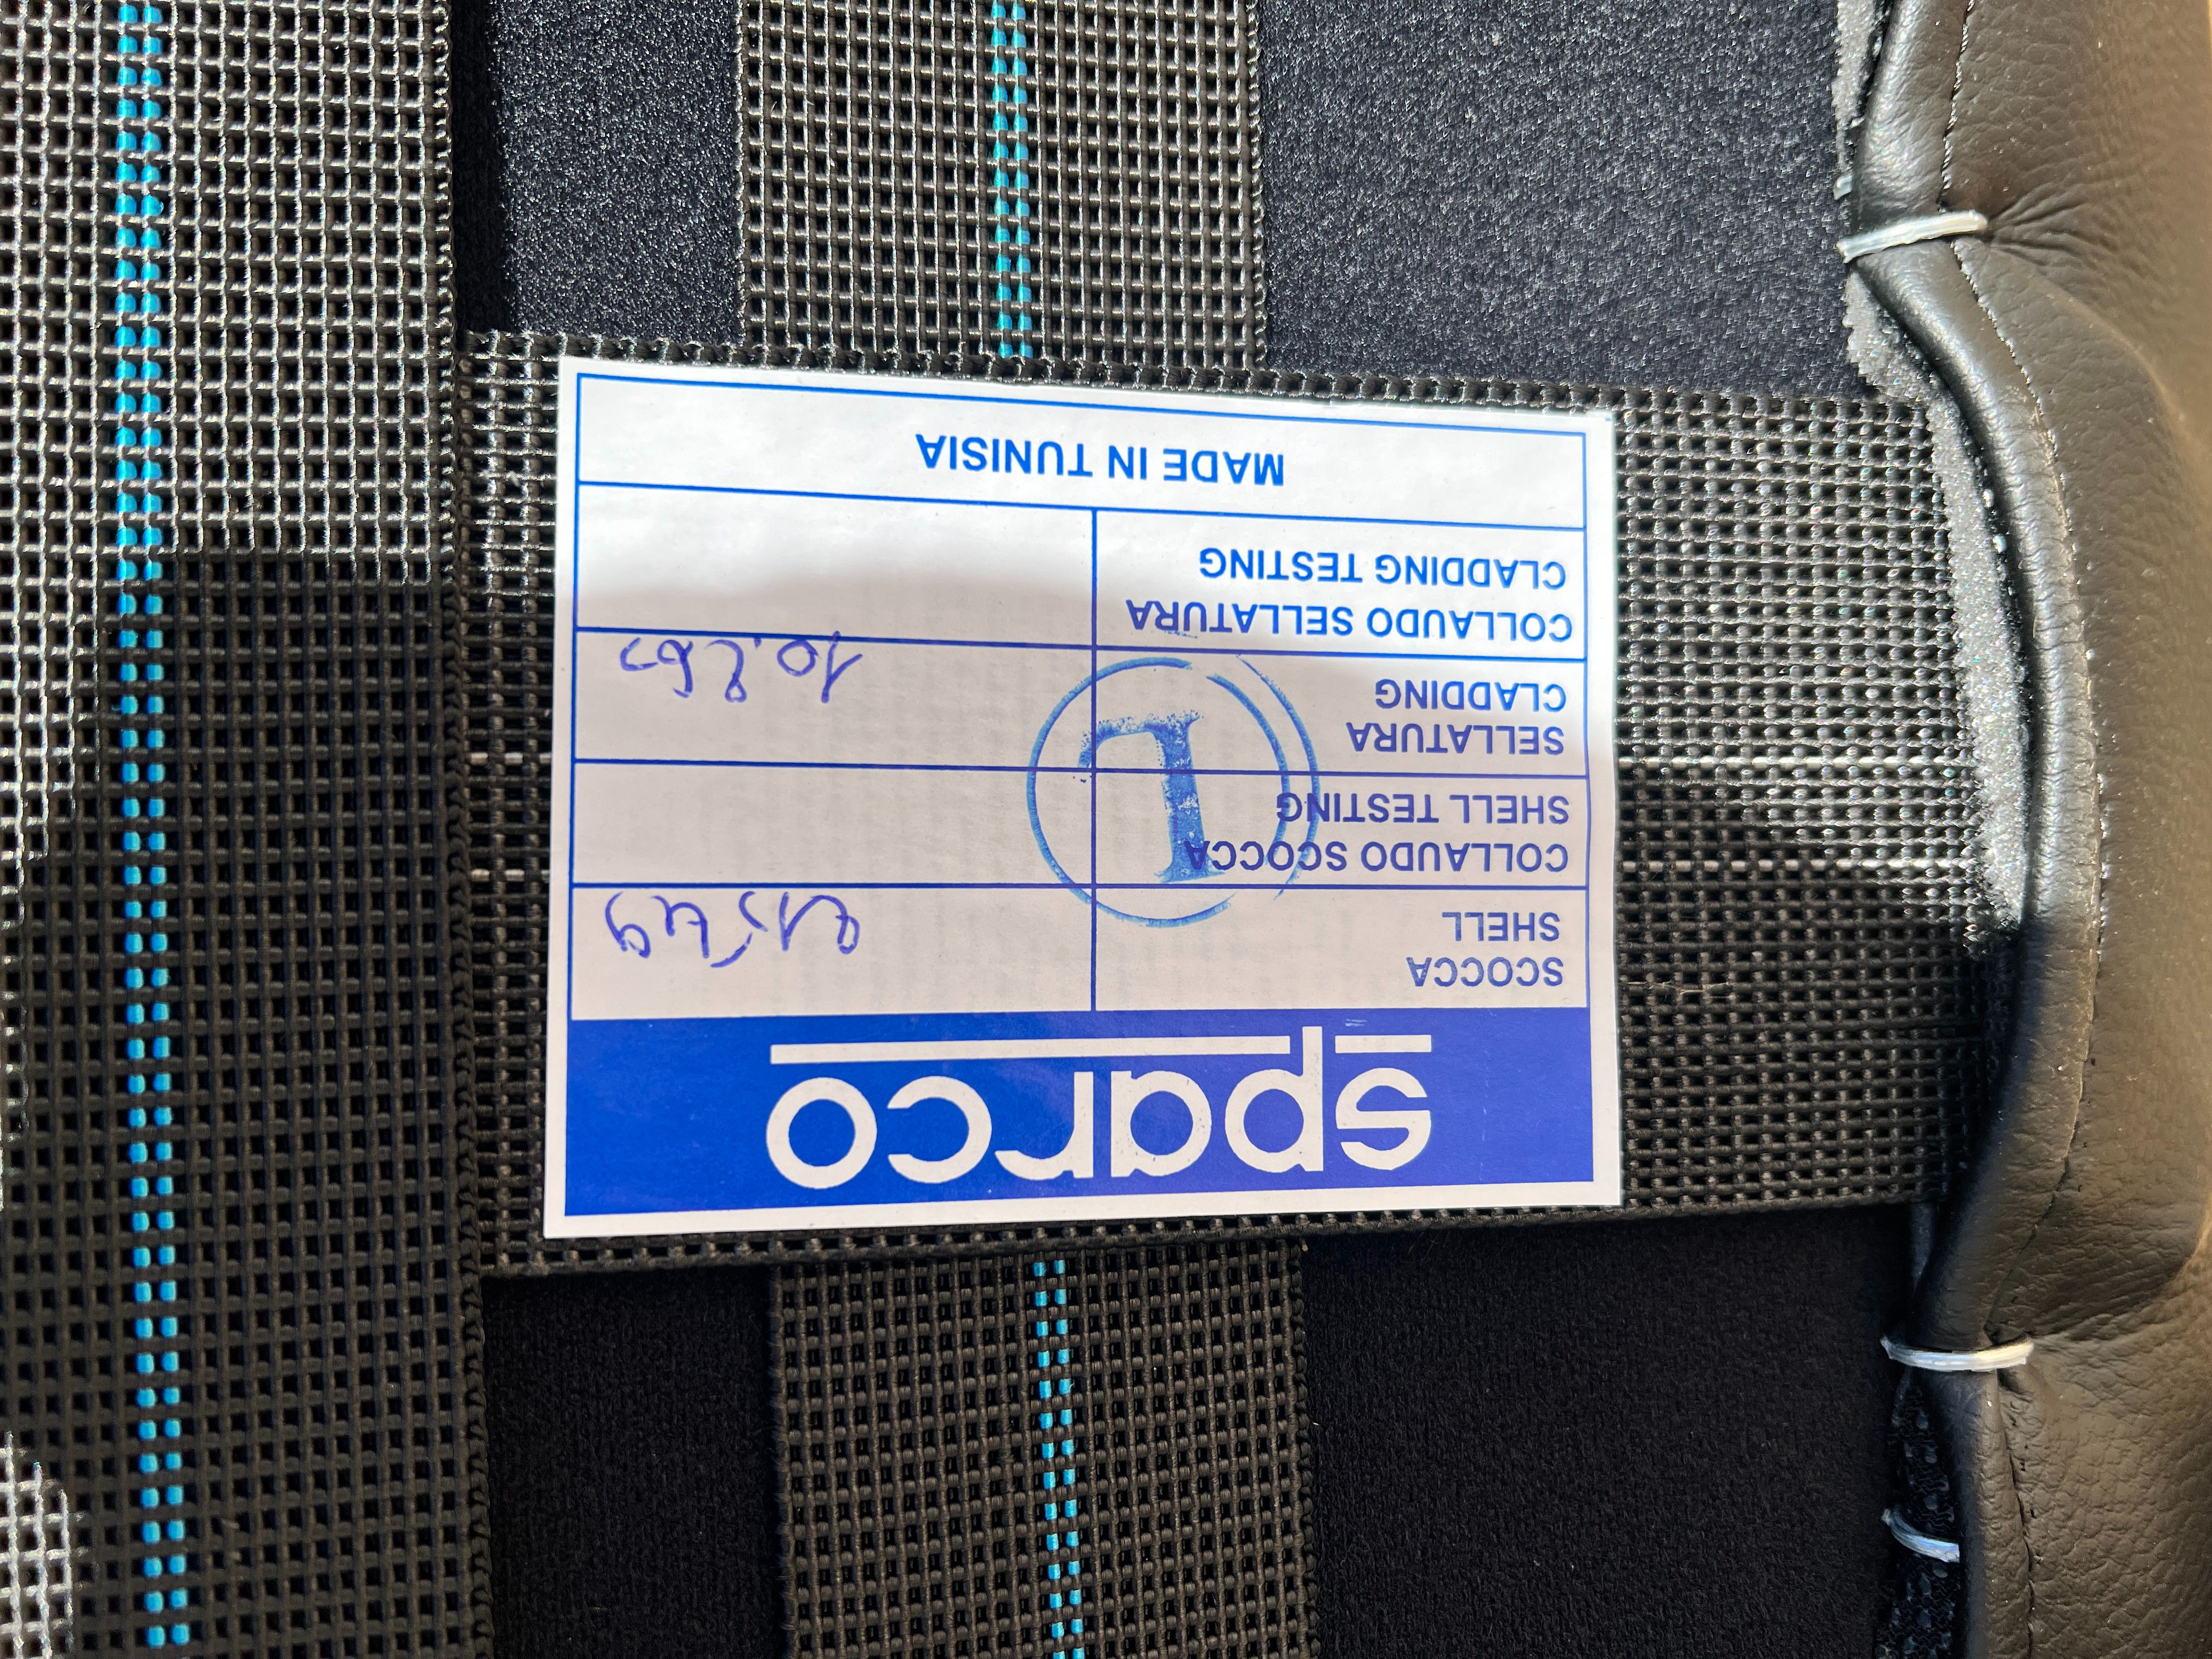 sparco
SCOCCA
SHELL
COLLAUDO SCOCCA
SHELL TESTING
SELLATURA
CLADDING
COLLAUDO SELLATURA
CLADDING TESTING
MADE IN TUNISIA